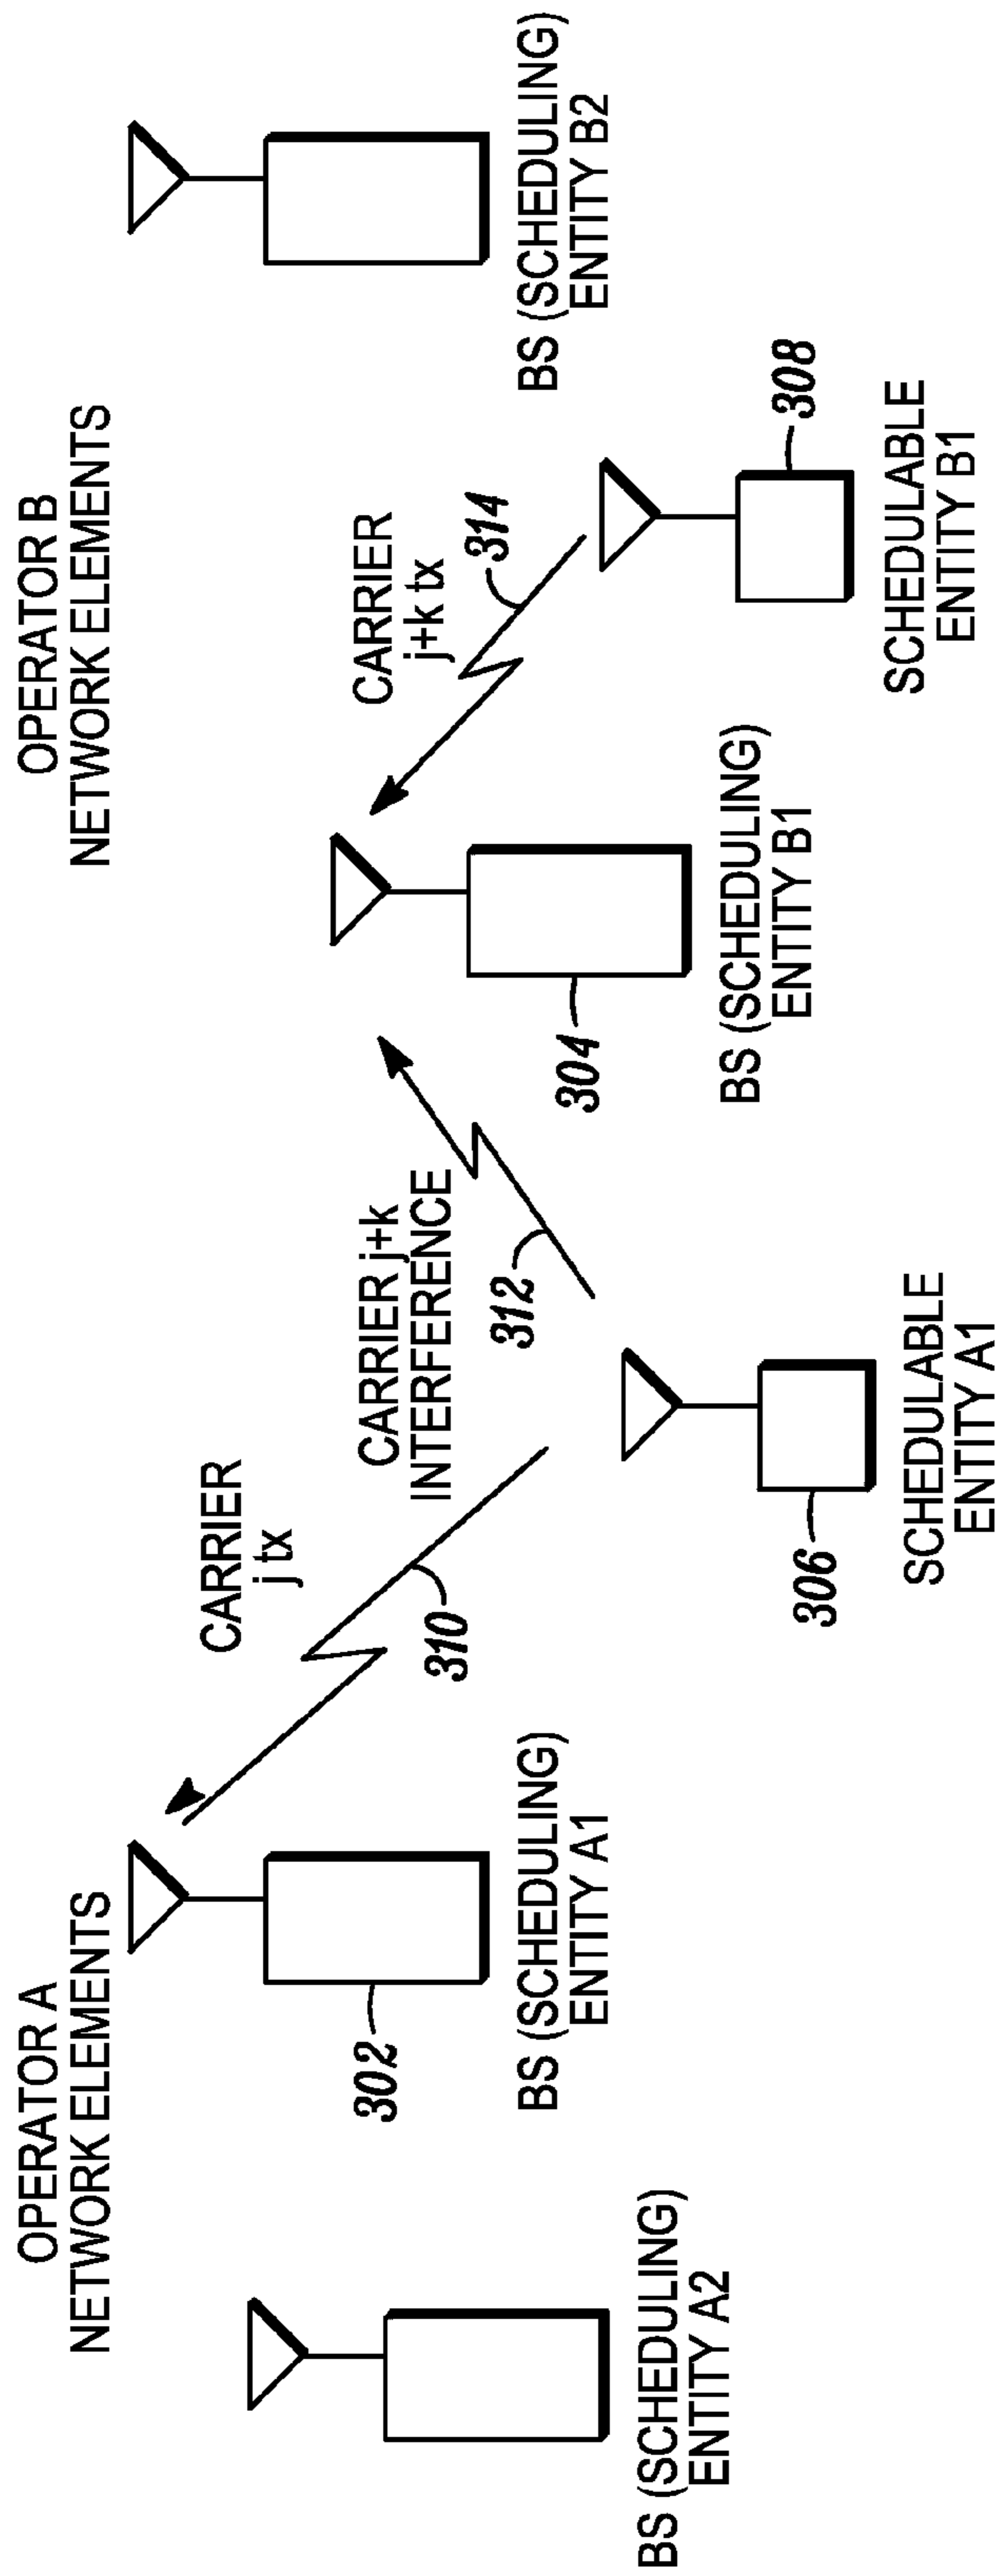 OPERATOR A
NETWORK ELEMENTS
OPERATOR B
NETWORK ELEMENTS
BS (SCHEDULING)
ENTITY A2
302
BS (SCHEDULING)
ENTITY A1
CARRIER
j tx
310
CARRIER j+k
INTERFERENCE
312
306
SCHEDULABLE
ENTITY A1
304
BS (SCHEDULING)
ENTITY B1
CARRIER
j+k tx
314
308
SCHEDULABLE
ENTITY B1
BS (SCHEDULING)
ENTITY B2